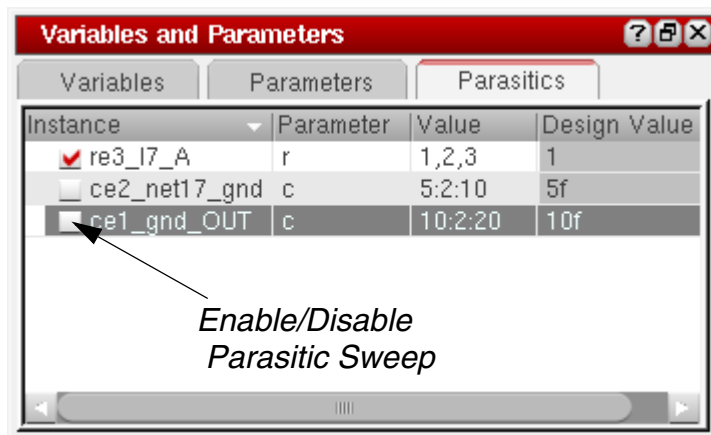 Variables and Parameters
Variables Parameters Parasitics
Instance Parameter Value Design Value
re3_I7_A r 1,2,3 1
ce2_net17_gnd c 5:2:10 5f
ce1_gnd_OUT c 10:2:20 10f
Enable/Disable
Parasitic Sweep